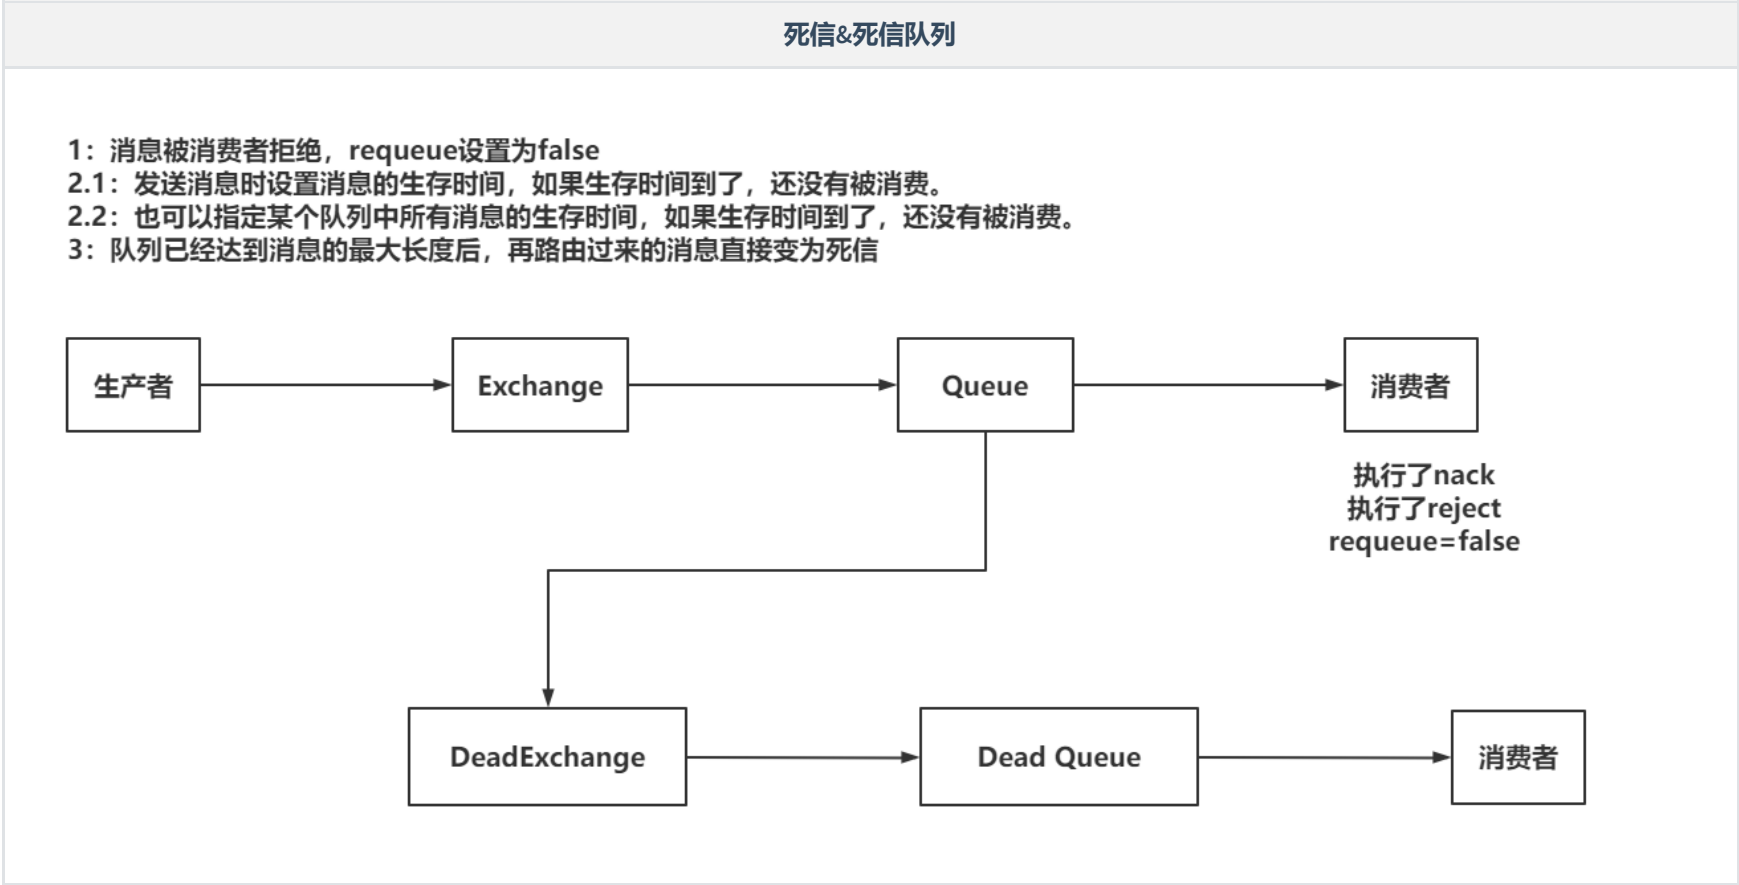 死信&死信队列
1：消息被消费者拒绝，requeue设置为false
2.1：发送消息时设置消息的生存时间，如果生存时间到了，还没有被消费。
2.2：也可以指定某个队列中所有消息的生存时间，如果生存时间到了，还没有被消费。
3：队列已经达到消息的最大长度后，再路由过来的消息直接变为死信
生产者
Exchange
Queue
消费者
执行了nack
执行了reject
requeue=false
DeadExchange
Dead Queue
消费者